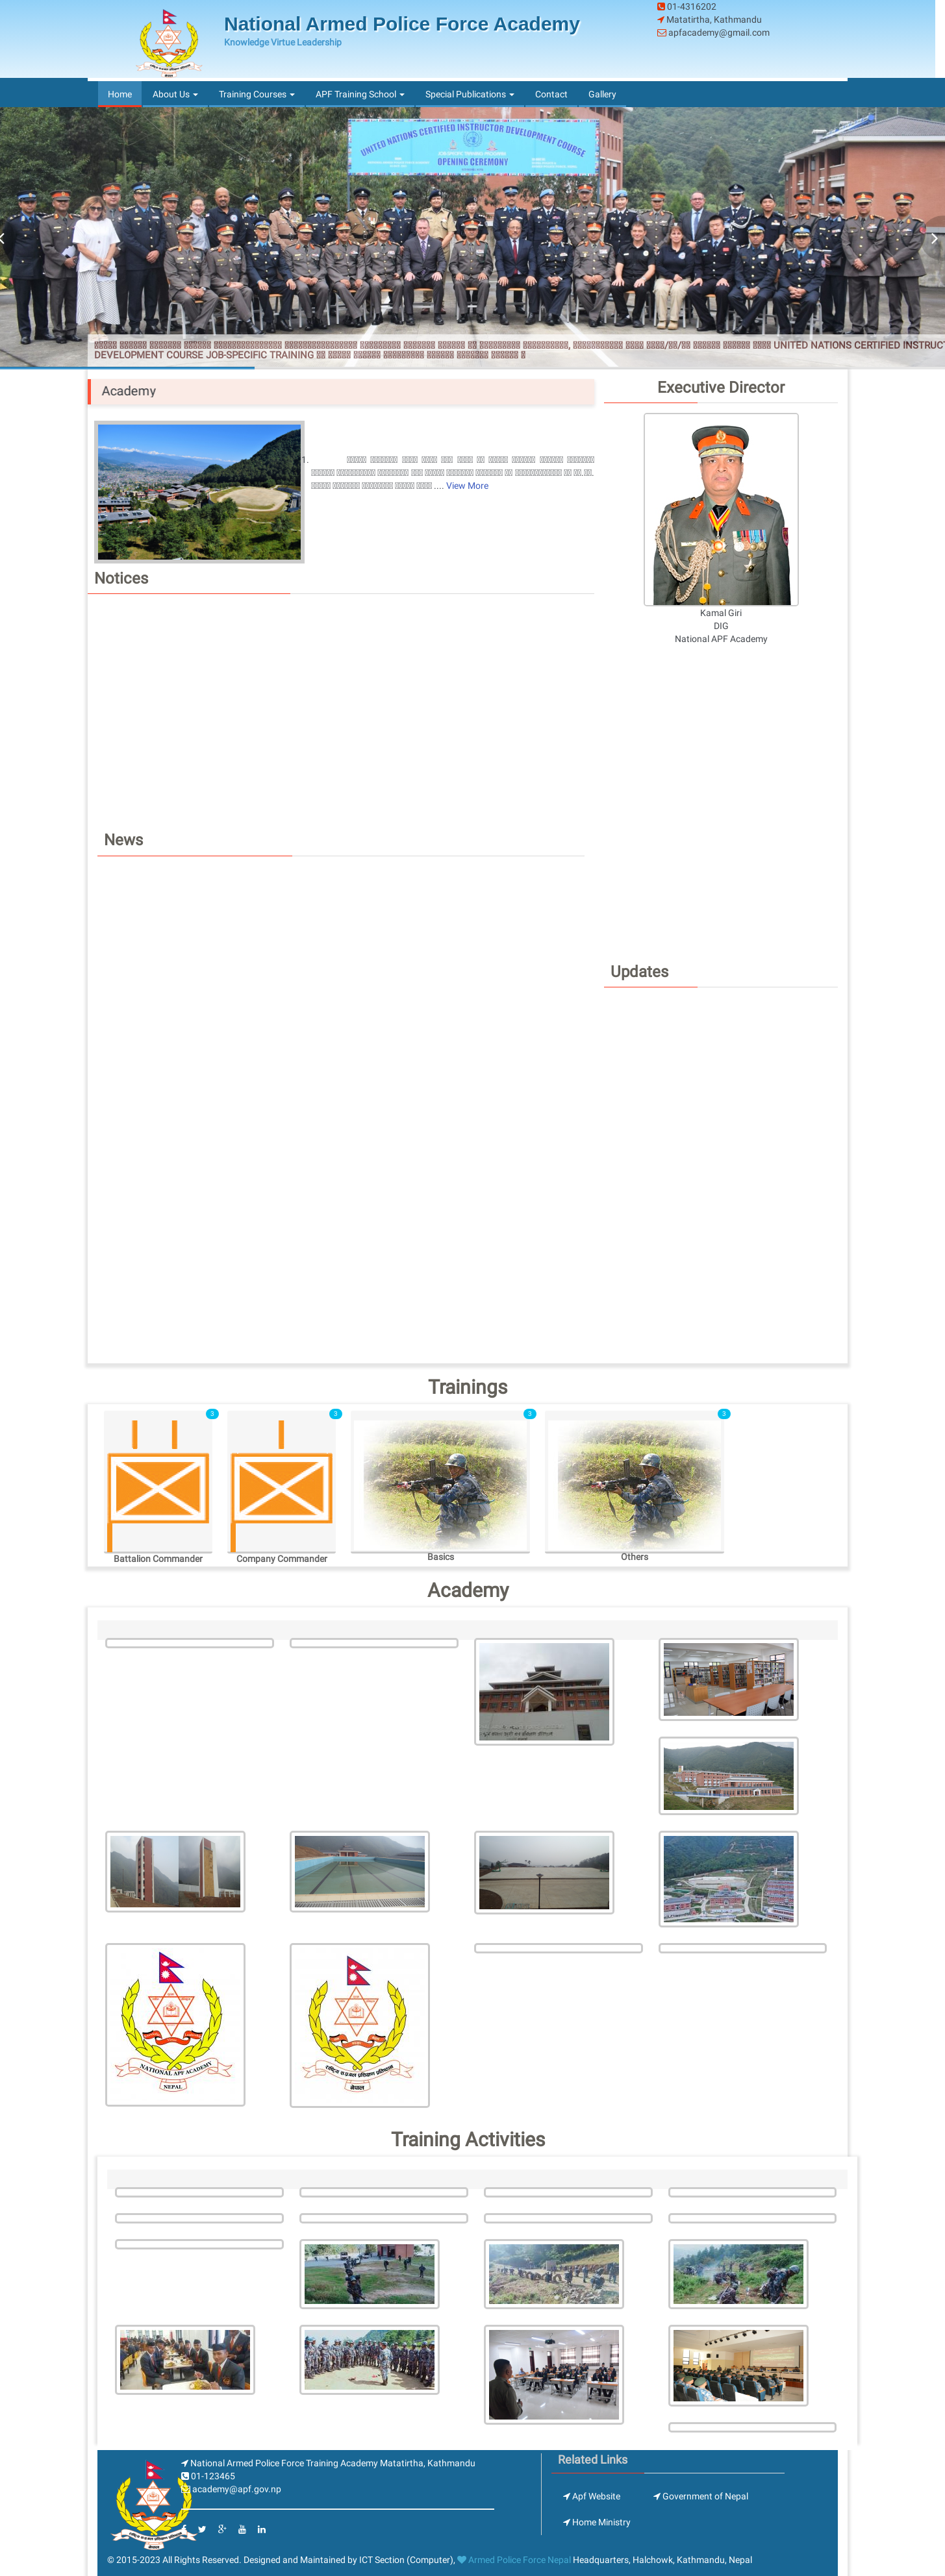 National Armed Police Force Academy
Knowledge Virtue Leadership
01-4316202
Matatirtha, Kathmandu
apfacademy@gmail.com
Home
About Us
Training Courses
APF Training School
Special Publications
Contact
Gallery
UNITED NATIONS CERTIFIED INSTRUCTOR DEVELOPMENT COURSE
OPENING CEREMONY
UNITED NATIONS CERTIFIED INSTRUCT
DEVELOPMENT COURSE JOB-SPECIFIC TRAINING
Academy
1.
.... View More
Executive Director
Kamal Giri
DIG
National APF Academy
Notices
News
Updates
Trainings
3
3
3
3
Battalion Commander
Company Commander
Basics
Others
Academy
NATIONAL APF ACADEMY
NEPAL
नेपाल
Training Activities
National Armed Police Force Training Academy Matatirtha, Kathmandu
01-123465
academy@apf.gov.np
Related Links
Apf Website
Government of Nepal
Home Ministry
© 2015-2023 All Rights Reserved. Designed and Maintained by ICT Section (Computer), Armed Police Force Nepal Headquarters, Halchowk, Kathmandu, Nepal